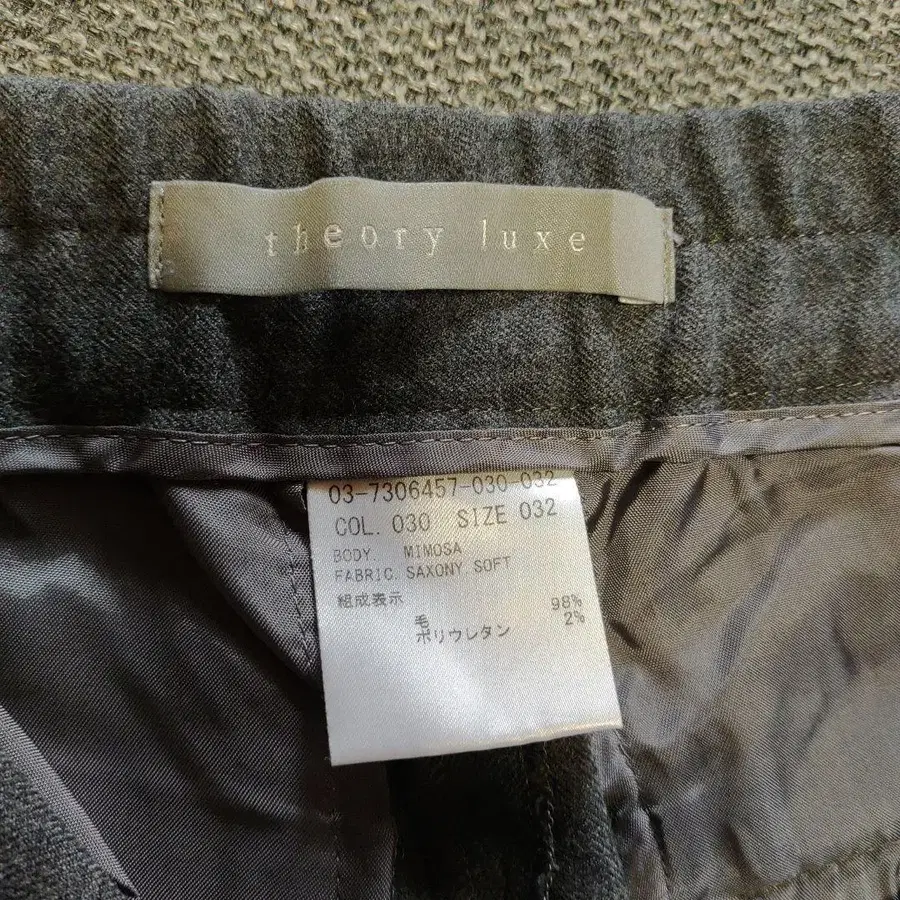 theory luxe
03-7306457-030-032
COL. 030 SIZE 032
BODY. MIMOSA
FABRIC. SAXONY. SOFT
組成表示
毛 98%
ポリウレタン 2%